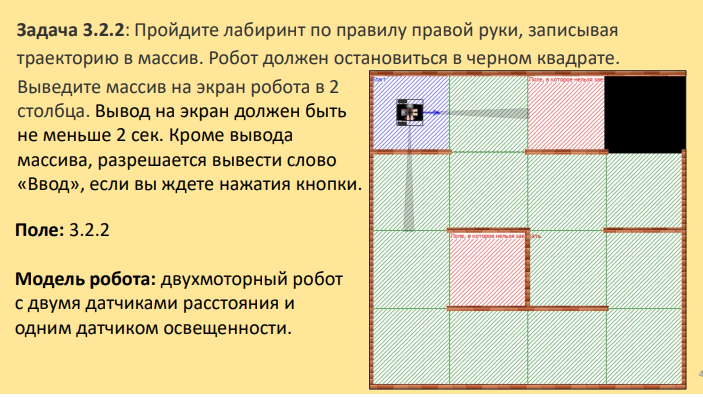 Задача 3.2.2: Пройдите лабиринт по правилу правой руки, записывая
траекторию в массив. Робот должен остановиться в черном квадрате.
Выведите массив на экран робота в 2
столбца. Вывод на экран должен быть
не меньше 2 сек. Кроме вывода
массива, разрешается вывести слово
«Ввод», если вы ждете нажатия кнопки.
Поле: 3.2.2
Модель робота: двухмоторный робот
с двумя датчиками расстояния и
одним датчиком освещенности.
Поле, в которое нельзя
Поле, в которое нельзя
4